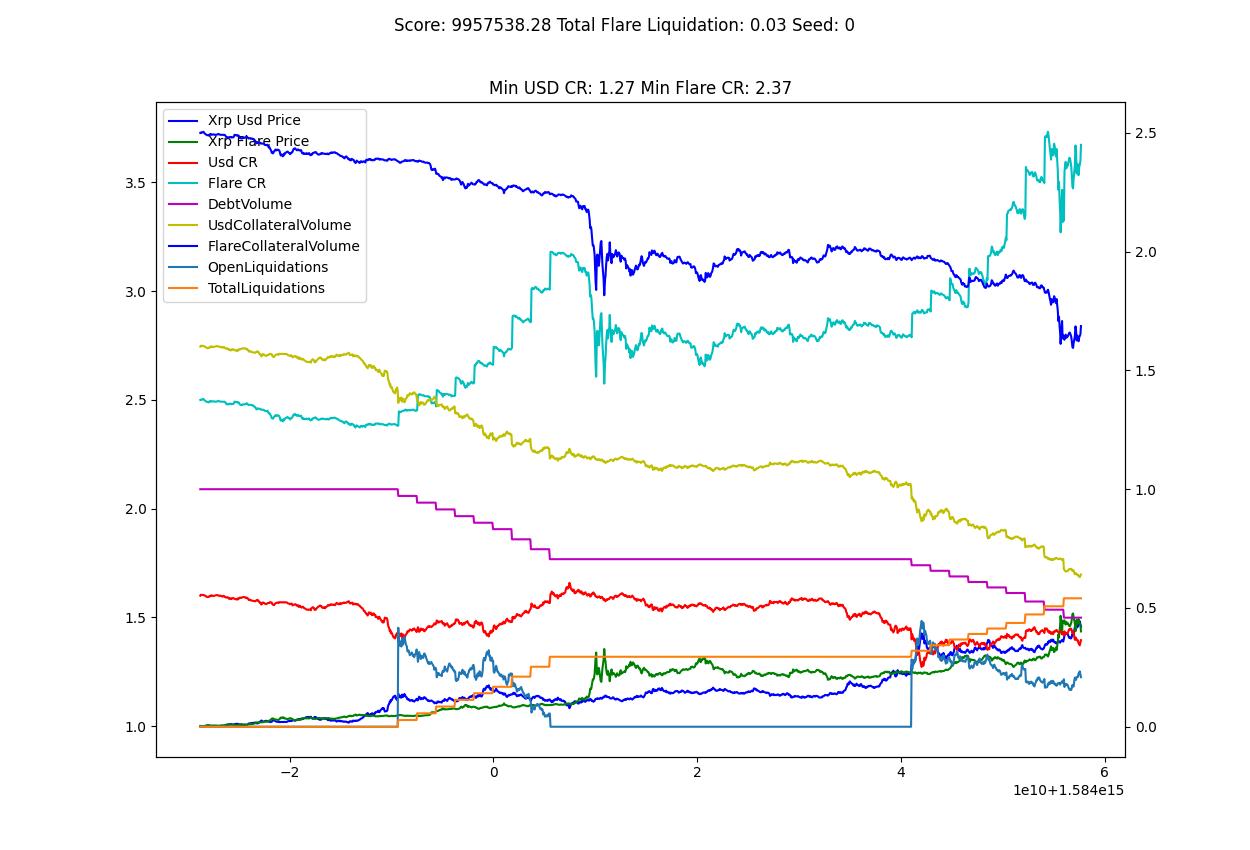 Score: 9957538.28 Total Flare Liquidation: 0.03 Seed: 0
Min USD CR: 1.27 Min Flare CR: 2.37
Xrp Usd Price
Xrp Flare Price
Usd CR
Flare CR
DebtVolume
UsdCollateralVolume
FlareCollateralVolume
OpenLiquidations
TotalLiquidations
3.5
3.0
2.5
2.0
1.5
1.0
2.5
2.0
1.5
1.0
0.5
0.0
−2 0 2 4 6
1e10+1.584e15